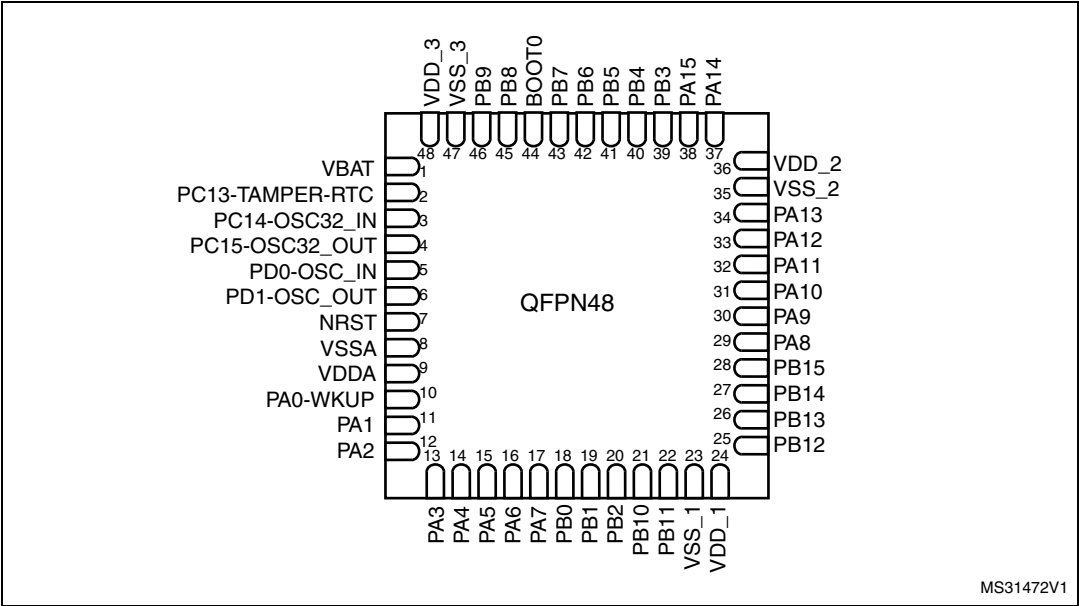 VDD_3
VSS_3
PB9
PB8
BOOT0
PB7
PB6
PB5
PB4
PB3
PA15
PA14
48 47 46 45 44 43 42 41 40 39 38 37
VBAT 1
PC13-TAMPER-RTC 2
PC14-OSC32_IN 3
PC15-OSC32_OUT 4
PD0-OSC_IN 5
PD1-OSC_OUT 6
NRST 7
VSSA 8
VDDA 9
PA0-WKUP 10
PA1 11
PA2 12
QFPN48
36 VDD_2
35 VSS_2
34 PA13
33 PA12
32 PA11
31 PA10
30 PA9
29 PA8
28 PB15
27 PB14
26 PB13
25 PB12
13 14 15 16 17 18 19 20 21 22 23 24
PA3
PA4
PA5
PA6
PA7
PB0
PB1
PB2
PB10
PB11
VSS_1
VDD_1
MS31472V1